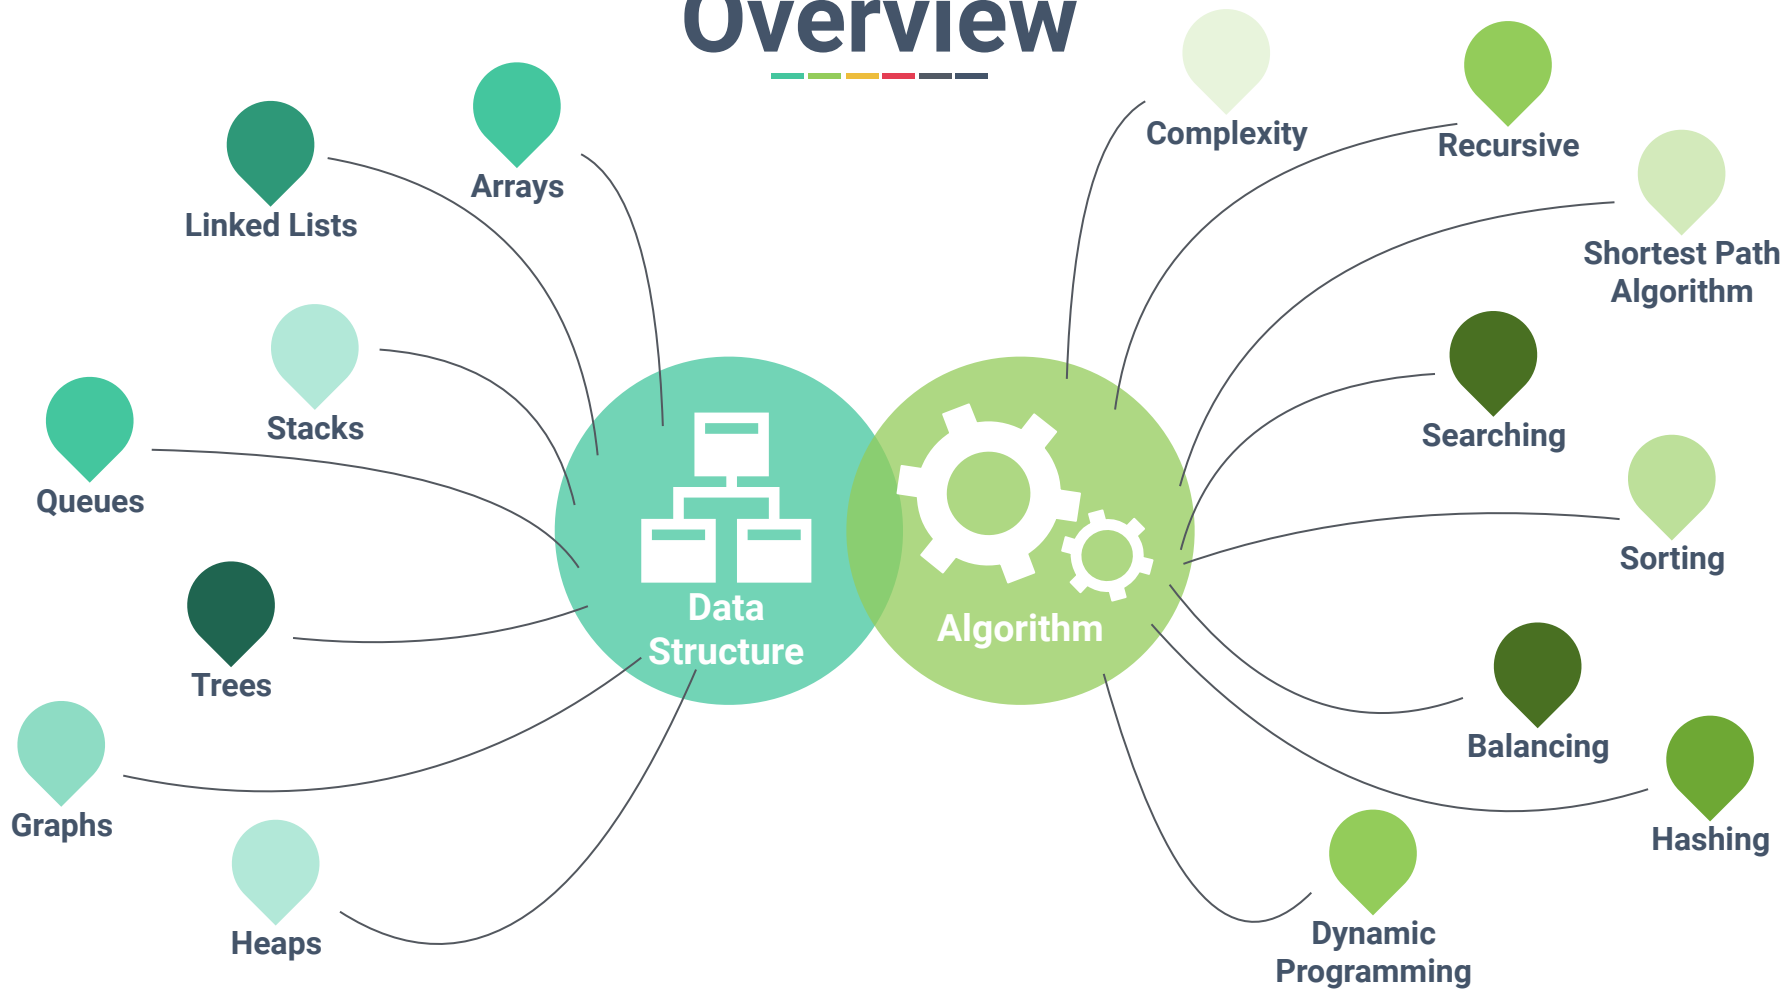 Overview
Complexity
Recursive
Arrays
Linked Lists
Shortest Path
Algorithm
Stacks
Searching
Queues
Sorting
Data
Structure
Algorithm
Trees
Balancing
Graphs
Hashing
Heaps
Dynamic
Programming